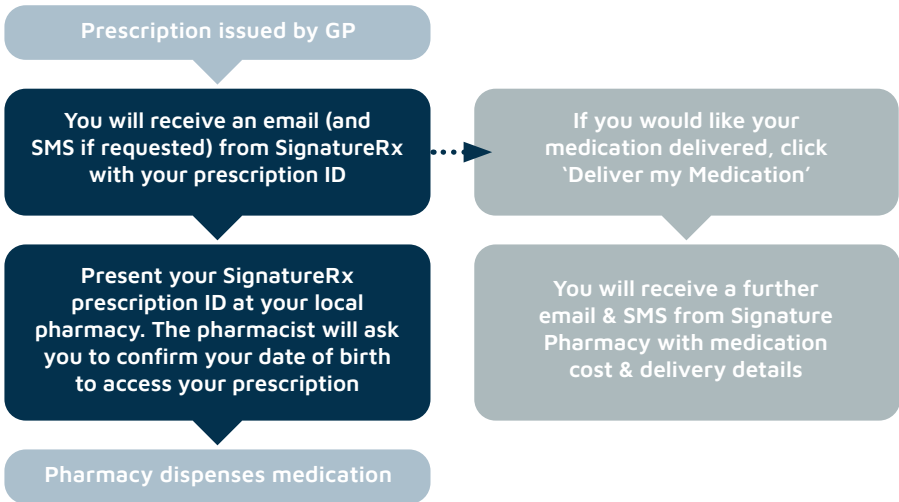 Prescription issued by GP
You will receive an email (and
SMS if requested) from SignatureRx
with your prescription ID
If you would like your
medication delivered, click
‘Deliver my Medication’
Present your SignatureRx
prescription ID at your local
pharmacy. The pharmacist will ask
you to confirm your date of birth
to access your prescription
You will receive a further
email & SMS from Signature
Pharmacy with medication
cost & delivery details
Pharmacy dispenses medication